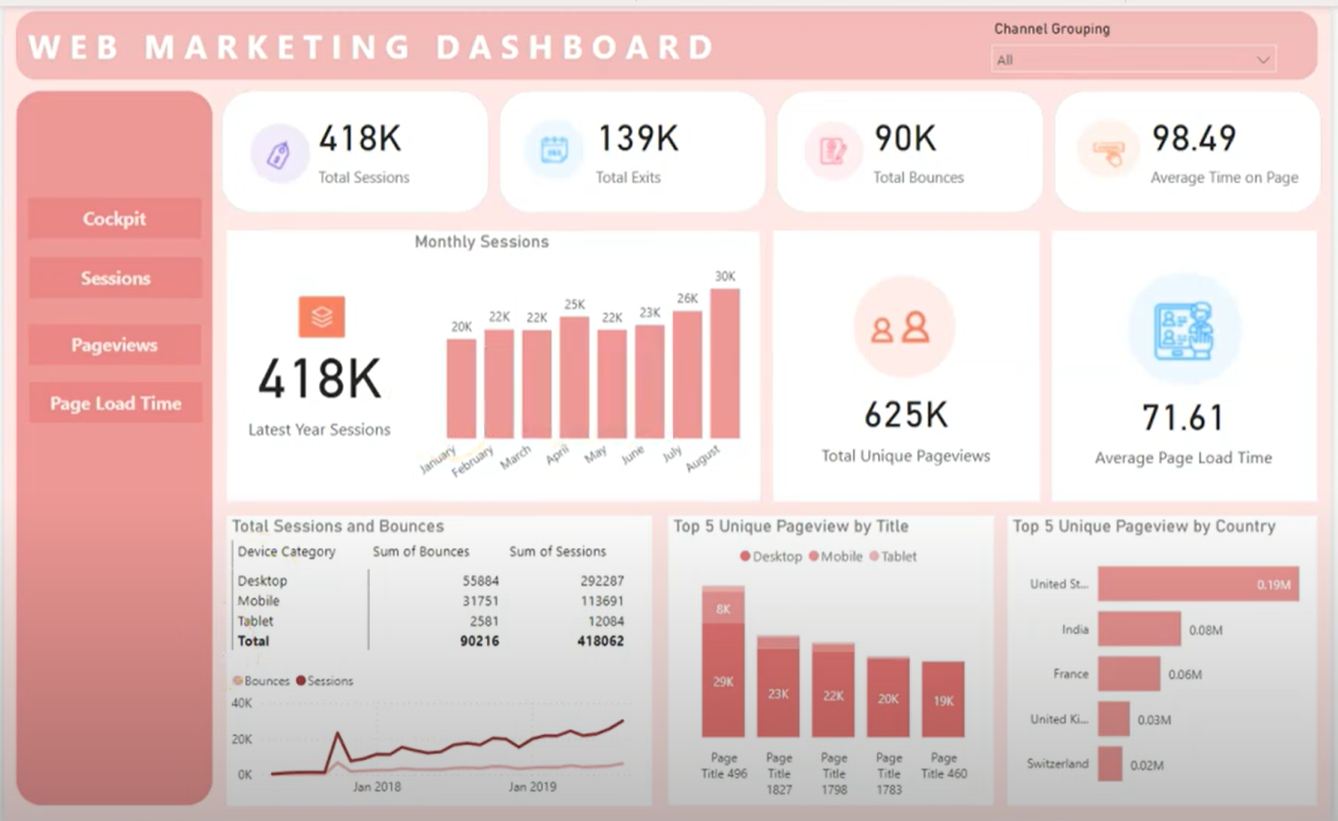 WEB MARKETING DASHBOARD
Channel Grouping
All
Cockpit
Sessions
Pageviews
Page Load Time
418K
Total Sessions
139K
Total Exits
90K
Total Bounces
98.49
Average Time on Page
Monthly Sessions
418K
Latest Year Sessions
20K 22K 22K 25K 22K 23K 26K 30K
January February March April May June July August
625K
Total Unique Pageviews
71.61
Average Page Load Time
Total Sessions and Bounces
Device Category Sum of Bounces Sum of Sessions
Desktop 55884 292287
Mobile 31751 113691
Tablet 2581 12084
Total 90216 418062
Bounces Sessions
40K
20K
0K
Jan 2018 Jan 2019
Top 5 Unique Pageview by Title
Desktop Mobile Tablet
8K
29K 23K 22K 20K 19K
Page Title 496
Page Title 1827
Page Title 1798
Page Title 1783
Page Title 460
Top 5 Unique Pageview by Country
United St... 0.19M
India 0.08M
France 0.06M
United Ki... 0.03M
Switzerland 0.02M